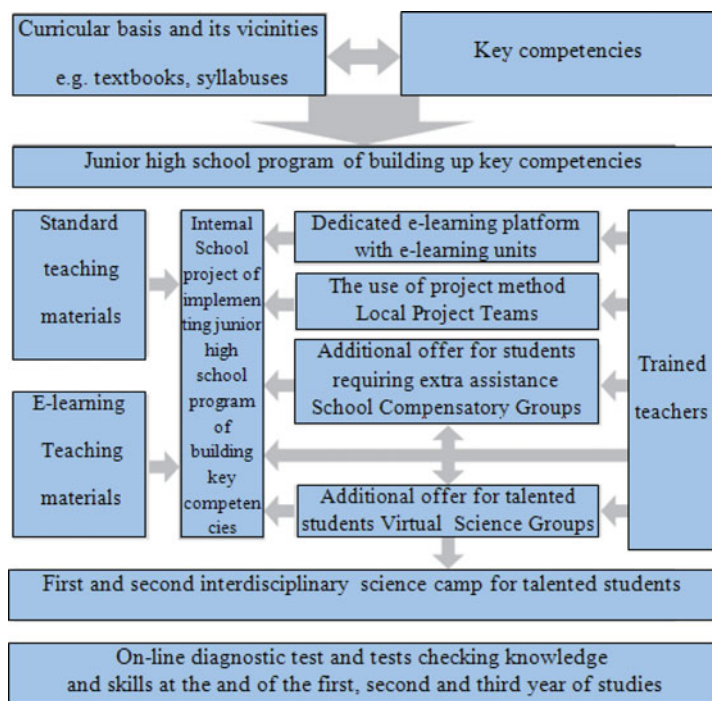 Curricular basis and its vicinities
e.g. textbooks, syllabuses
Key competencies
Junior high school program of building up key competencies
Standard
teaching
materials
E-learning
Teaching
materials
Internal
School
project of
implemen
ting junior
high
school
program
of
building
key
competen
cies
Dedicated e-learning platform
with e-learning units
The use of project method
Local Project Teams
Additional offer for students
requiring extra assistance
School Compensatory Groups
Additional offer for talented
students Virtual Science Groups
Trained
teachers
First and second interdisciplinary science camp for talented students
On-line diagnostic test and tests checking knowledge
and skills at the and of the first, second and third year of studies